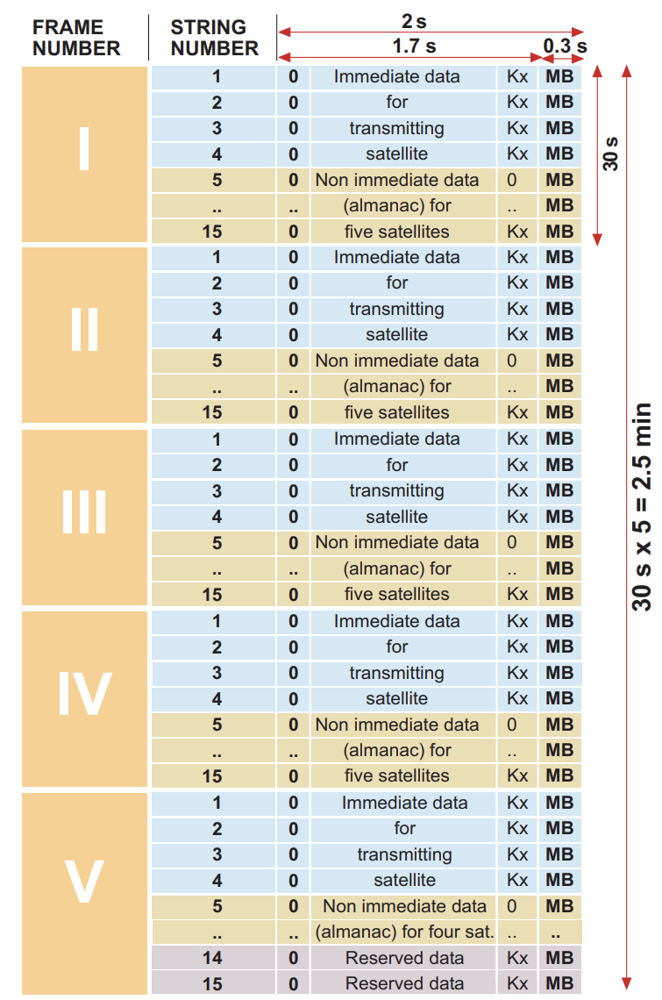 FRAME NUMBER STRING NUMBER 2 s
1.7 s 0.3 s
I
1 0 Immediate data Kx MB
2 0 for Kx MB
3 0 transmitting Kx MB
4 0 satellite Kx MB
5 0 Non immediate data 0 MB
.. .. (almanac) for .. MB
15 0 five satellites Kx MB
30 s
II
1 0 Immediate data Kx MB
2 0 for Kx MB
3 0 transmitting Kx MB
4 0 satellite Kx MB
5 0 Non immediate data 0 MB
.. .. (almanac) for .. MB
15 0 five satellites Kx MB
III
1 0 Immediate data Kx MB
2 0 for Kx MB
3 0 transmitting Kx MB
4 0 satellite Kx MB
5 0 Non immediate data 0 MB
.. .. (almanac) for .. MB
15 0 five satellites Kx MB
IV
1 0 Immediate data Kx MB
2 0 for Kx MB
3 0 transmitting Kx MB
4 0 satellite Kx MB
5 0 Non immediate data 0 MB
.. .. (almanac) for .. MB
15 0 five satellites Kx MB
V
1 0 Immediate data Kx MB
2 0 for Kx MB
3 0 transmitting Kx MB
4 0 satellite Kx MB
5 0 Non immediate data 0 MB
.. .. (almanac) for four sat. .. ..
14 0 Reserved data Kx MB
15 0 Reserved data Kx MB
30 s x 5 = 2.5 min